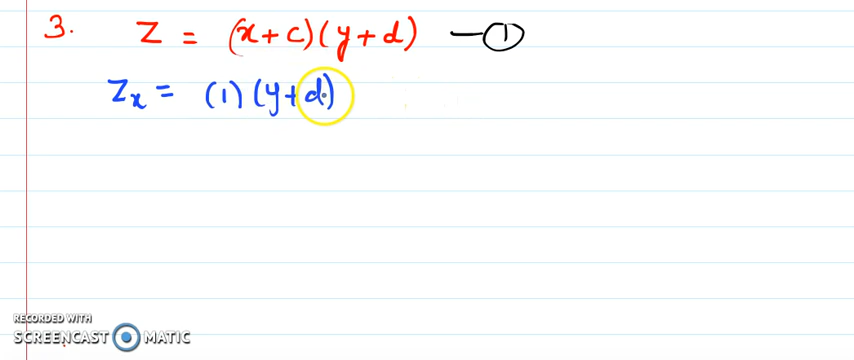 3. Z = (x + c)(y + d) — ①
Zₓ = (1)(y + d)
RECORDED WITH
SCREENCAST MATIC